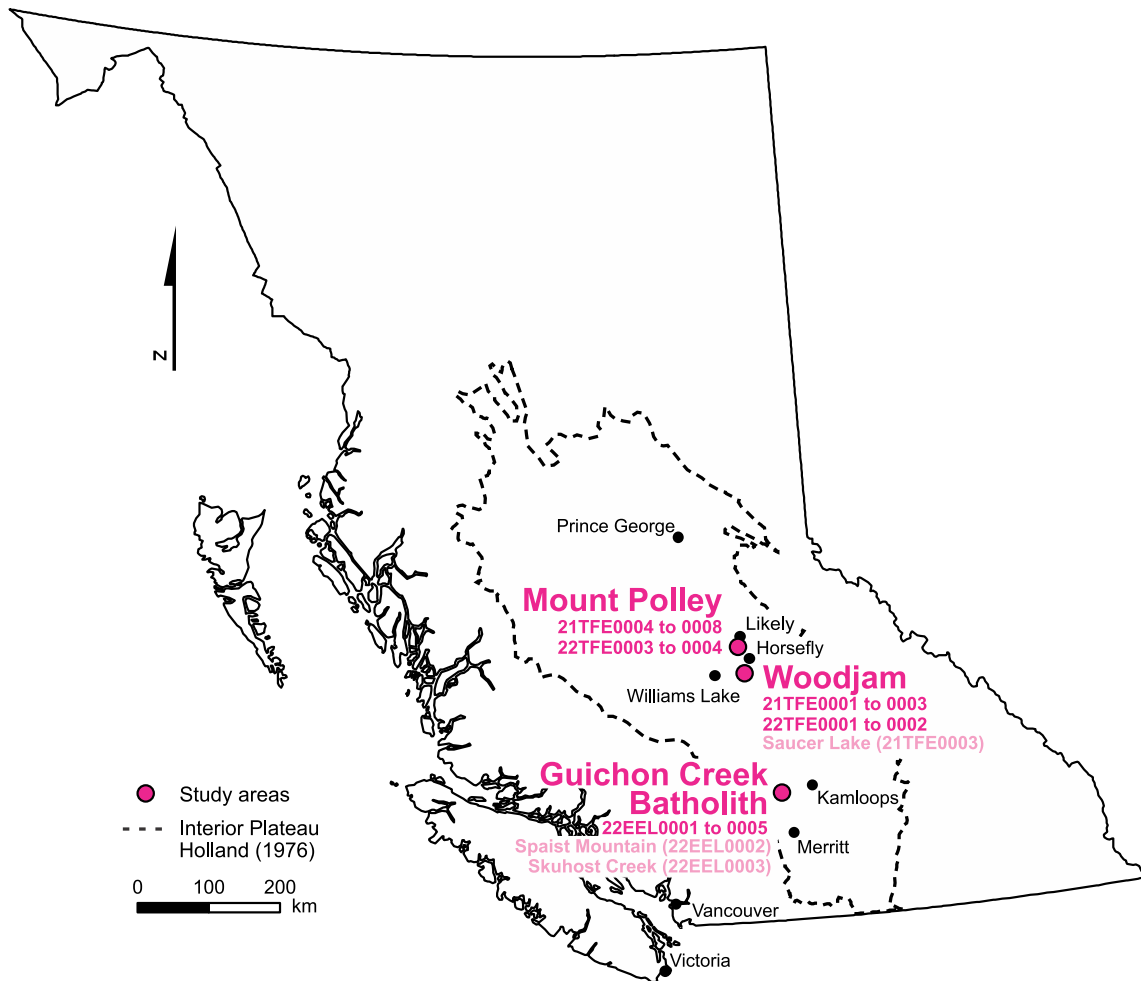 Prince George
Mount Polley
21TFE0004 to 0008
22TFE0003 to 0004
Likely
Horsefly
Williams Lake
Woodjam
21TFE0001 to 0003
22TFE0001 to 0002
Saucer Lake (21TFE0003)
Guichon Creek
Batholith
22EEL0001 to 0005
Spaist Mountain (22EEL0002)
Skuhost Creek (22EEL0003)
Kamloops
Merritt
Vancouver
Victoria
N
Study areas
Interior Plateau
Holland (1976)
0 100 200
km